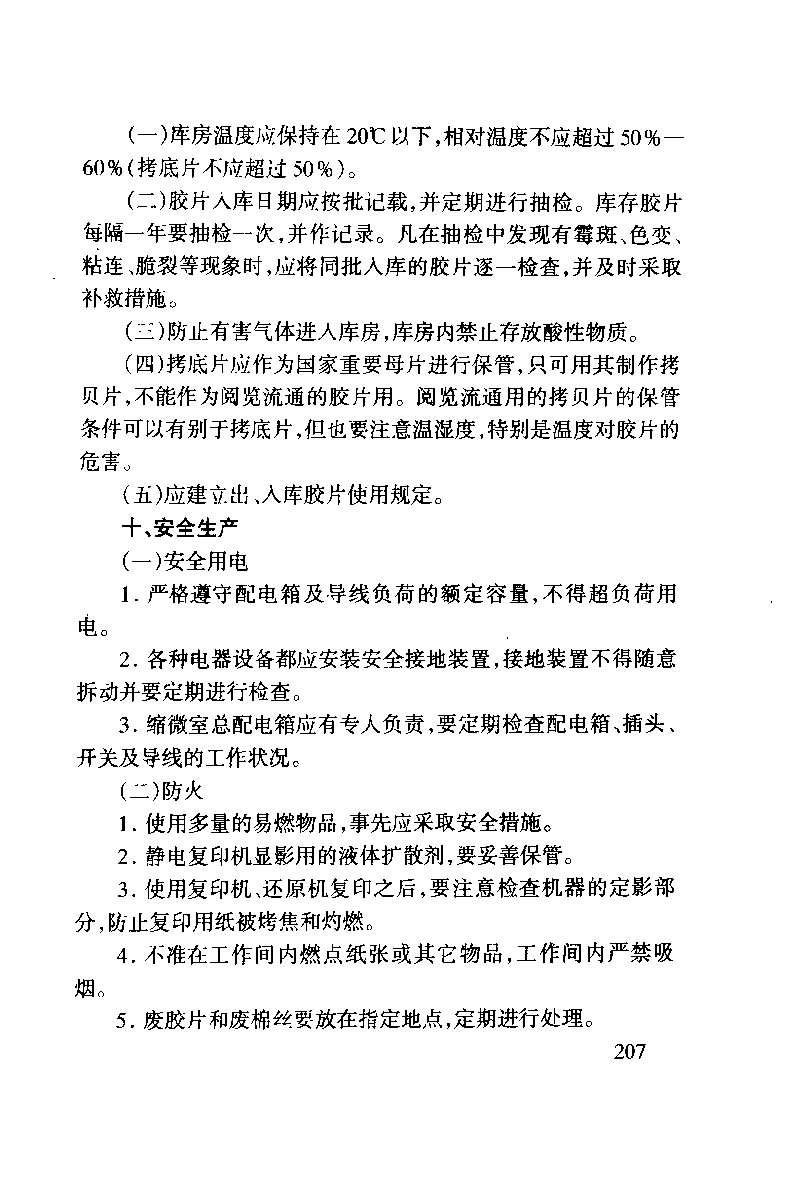 (一)库房温度应保持在20℃以下,相对温度不应超过50%—
60%(拷底片不应超过50%)。
(二)胶片入库日期应按批记载,并定期进行抽检。库存胶片
每隔一年要抽检一次,并作记录。凡在抽检中发现有霉斑、色变、
粘连、脆裂等现象时,应将同批入库的胶片逐一检查,并及时采取
补救措施。
(三)防止有害气体进入库房,库房内禁止存放酸性物质。
(四)拷底片应作为国家重要母片进行保管,只可用其制作拷
贝片,不能作为阅览流通的胶片用。阅览流通用的拷贝片的保管
条件可以有别于拷底片,但也要注意温湿度,特别是温度对胶片的
危害。
(五)应建立出、入库胶片使用规定。
十、安全生产
(一)安全用电
1. 严格遵守配电箱及导线负荷的额定容量,不得超负荷用
电。
2. 各种电器设备都应安装安全接地装置,接地装置不得随意
拆动并要定期进行检查。
3. 缩微室总配电箱应有专人负责,要定期检查配电箱、插头、
开关及导线的工作状况。
(二)防火
1. 使用多量的易燃物品,事先应采取安全措施。
2. 静电复印机显影用的液体扩散剂,要妥善保管。
3. 使用复印机、还原机复印之后,要注意检查机器的定影部
分,防止复印用纸被烤焦和灼燃。
4. 不准在工作间内燃点纸张或其它物品,工作间内严禁吸
烟。
5. 废胶片和废棉丝要放在指定地点,定期进行处理。
207